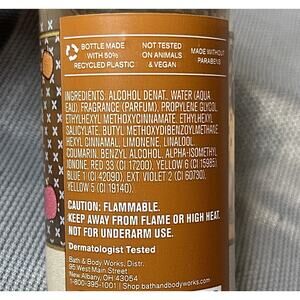 BOTTLE MADE
WITH 50%
RECYCLED PLASTIC
NOT TESTED
ON ANIMALS
& VEGAN
MADE WITHOUT
PARABENS
INGREDIENTS: ALCOHOL DENAT., WATER (AQUA,
EAU), FRAGRANCE (PARFUM), PROPYLENE GLYCOL,
ETHYLHEXYL METHOXYCINNAMATE, ETHYLHEXYL
SALICYLATE, BUTYL METHOXYDIBENZOYLMETHANE,
HEXYL CINNAMAL, LIMONENE, LINALOOL,
COUMARIN, BENZYL ALCOHOL, ALPHA-ISOMETHYL
IONONE, RED 33 (CI 17200), YELLOW 6 (CI 15985),
BLUE 1 (CI 42090), EXT. VIOLET 2 (CI 60730),
YELLOW 5 (CI 19140).
CAUTION: FLAMMABLE.
KEEP AWAY FROM FLAME OR HIGH HEAT.
NOT FOR UNDERARM USE.
Dermatologist Tested
Bath & Body Works, Distr.
95 West Main Street
New Albany, OH 43054
1-800-395-1001 | Shop bathandbodyworks.com